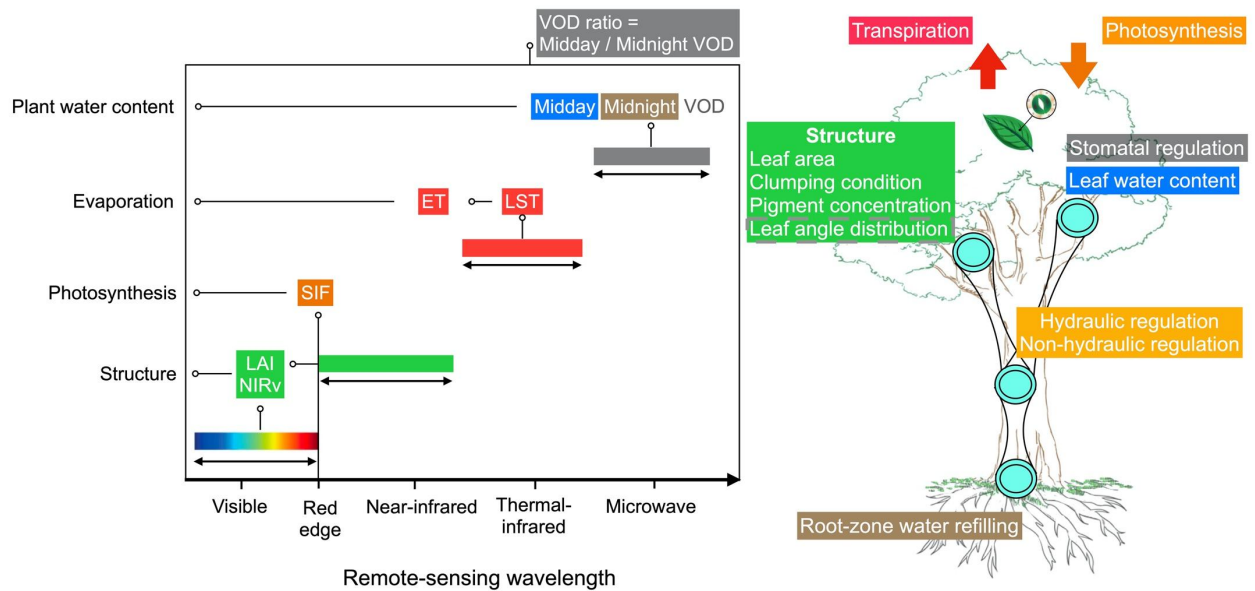 VOD ratio =
Midday / Midnight VOD
Plant water content
Midday Midnight VOD
Evaporation
ET LST
Photosynthesis
SIF
Structure
LAI
NIRv
Visible
Red
edge
Near-infrared
Thermal-
infrared
Microwave
Remote-sensing wavelength
Transpiration
Photosynthesis
Structure
Leaf area
Clumping condition
Pigment concentration
Leaf angle distribution
Stomatal regulation
Leaf water content
Hydraulic regulation
Non-hydraulic regulation
Root-zone water refilling